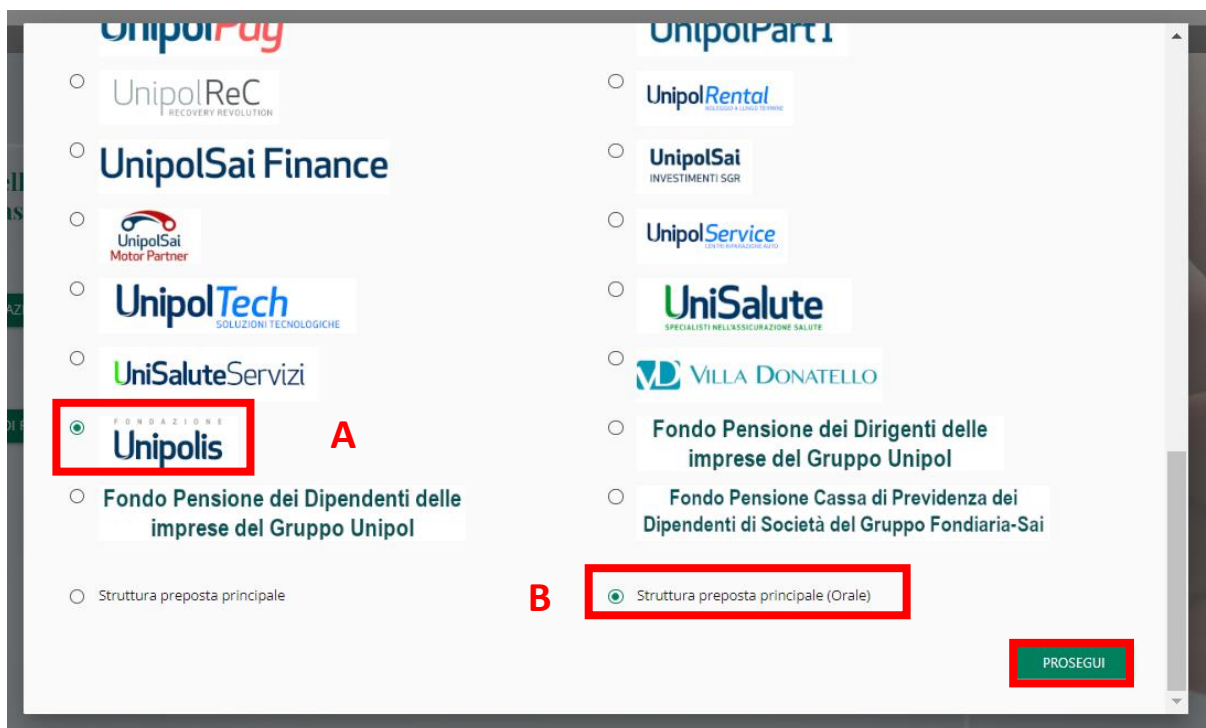 UnipolPay
UnipolPart I
UnipolReC
RECOVERY REVOLUTION
UnipolRental
NOLEGGIO A LUNGO TERMINE
UnipolSai Finance
UnipolSai
INVESTIMENTI SGR
UnipolSai
Motor Partner
UnipolService
CENTRI RIPARAZIONE AUTO
UnipolTech
SOLUZIONI TECNOLOGICHE
UniSalute
SPECIALISTI NELL'ASSICURAZIONE SALUTE
UniSaluteServizi
VD VILLA DONATELLO
FONDAZIONE
Unipolis
A
Fondo Pensione dei Dirigenti delle
imprese del Gruppo Unipol
Fondo Pensione dei Dipendenti delle
imprese del Gruppo Unipol
Fondo Pensione Cassa di Previdenza dei
Dipendenti di Società del Gruppo Fondiaria-Sai
Struttura preposta principale
B
Struttura preposta principale (Orale)
PROSEGUI